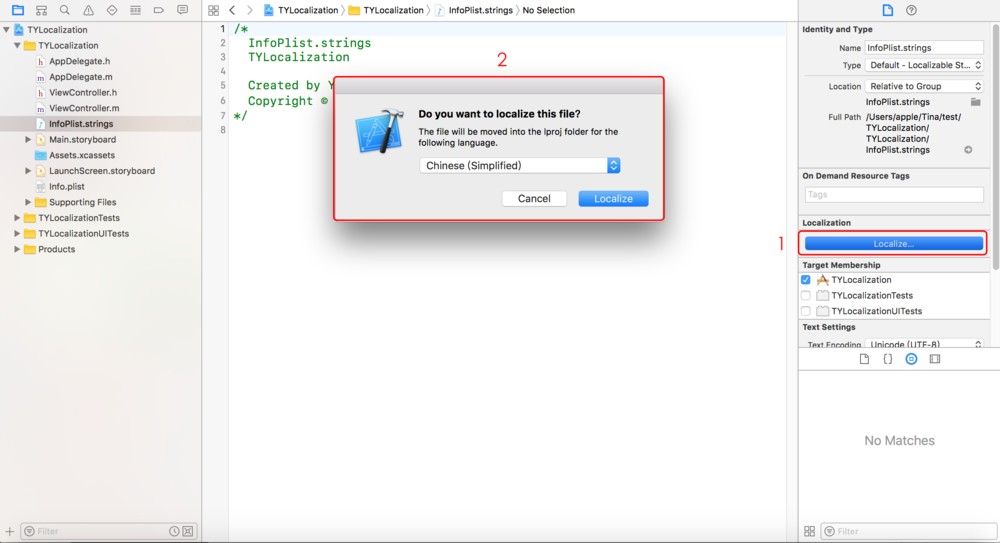 TYLocalization
TYLocalization
AppDelegate.h
AppDelegate.m
ViewController.h
ViewController.m
InfoPlist.strings
Main.storyboard
Assets.xcassets
LaunchScreen.storyboard
Info.plist
Supporting Files
TYLocalizationTests
TYLocalizationUITests
Products
Filter
TYLocalization
TYLocalization
InfoPlist.strings
No Selection
1 /*
2 InfoPlist.strings
3 TYLocalization
4
5 Created by
6 Copyright ©
7 */
8
2
Do you want to localize this file?
The file will be moved into the lproj folder for the
following language.
Chinese (Simplified)
Cancel
Localize
1
Identity and Type
Name InfoPlist.strings
Type Default - Localizable St...
Location Relative to Group
InfoPlist.strings
Full Path /Users/apple/Tina/test/
TYLocalization/
TYLocalization/
InfoPlist.strings
On Demand Resource Tags
Tags
Localization
Localize...
Target Membership
TYLocalization
TYLocalizationTests
TYLocalizationUITests
Text Settings
Text Encoding Unicode (UTF-8)
No Matches
Filter